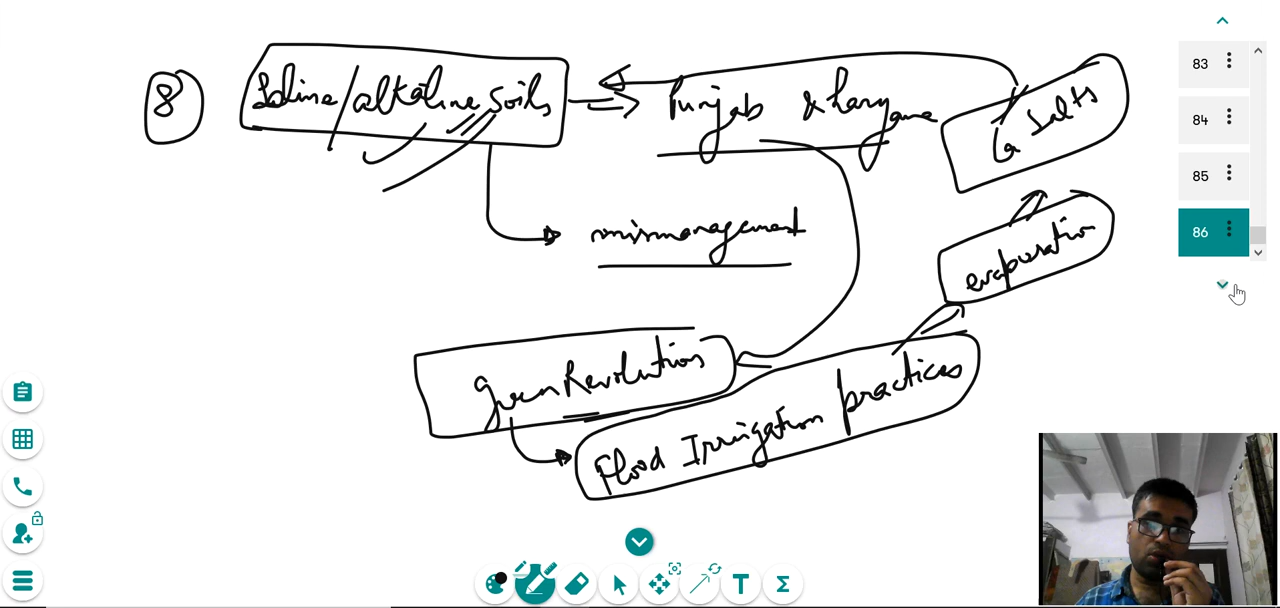 8
Saline/alkaline soils
Punjab & Haryana
Ca salts
mismanagement
evaporation
Green Revolution
Flood Irrigation practices
83
84
85
86
T
Σ